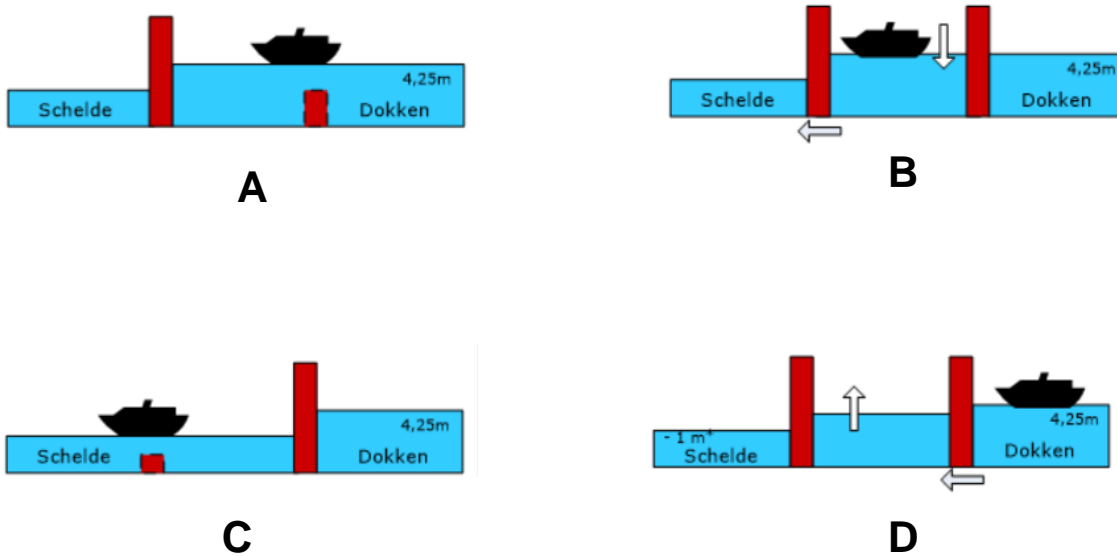 4,25m
Schelde
Dokken
A
4,25m
Schelde
Dokken
B
4,25m
Schelde
Dokken
C
- 1 m
4,25m
Schelde
Dokken
D